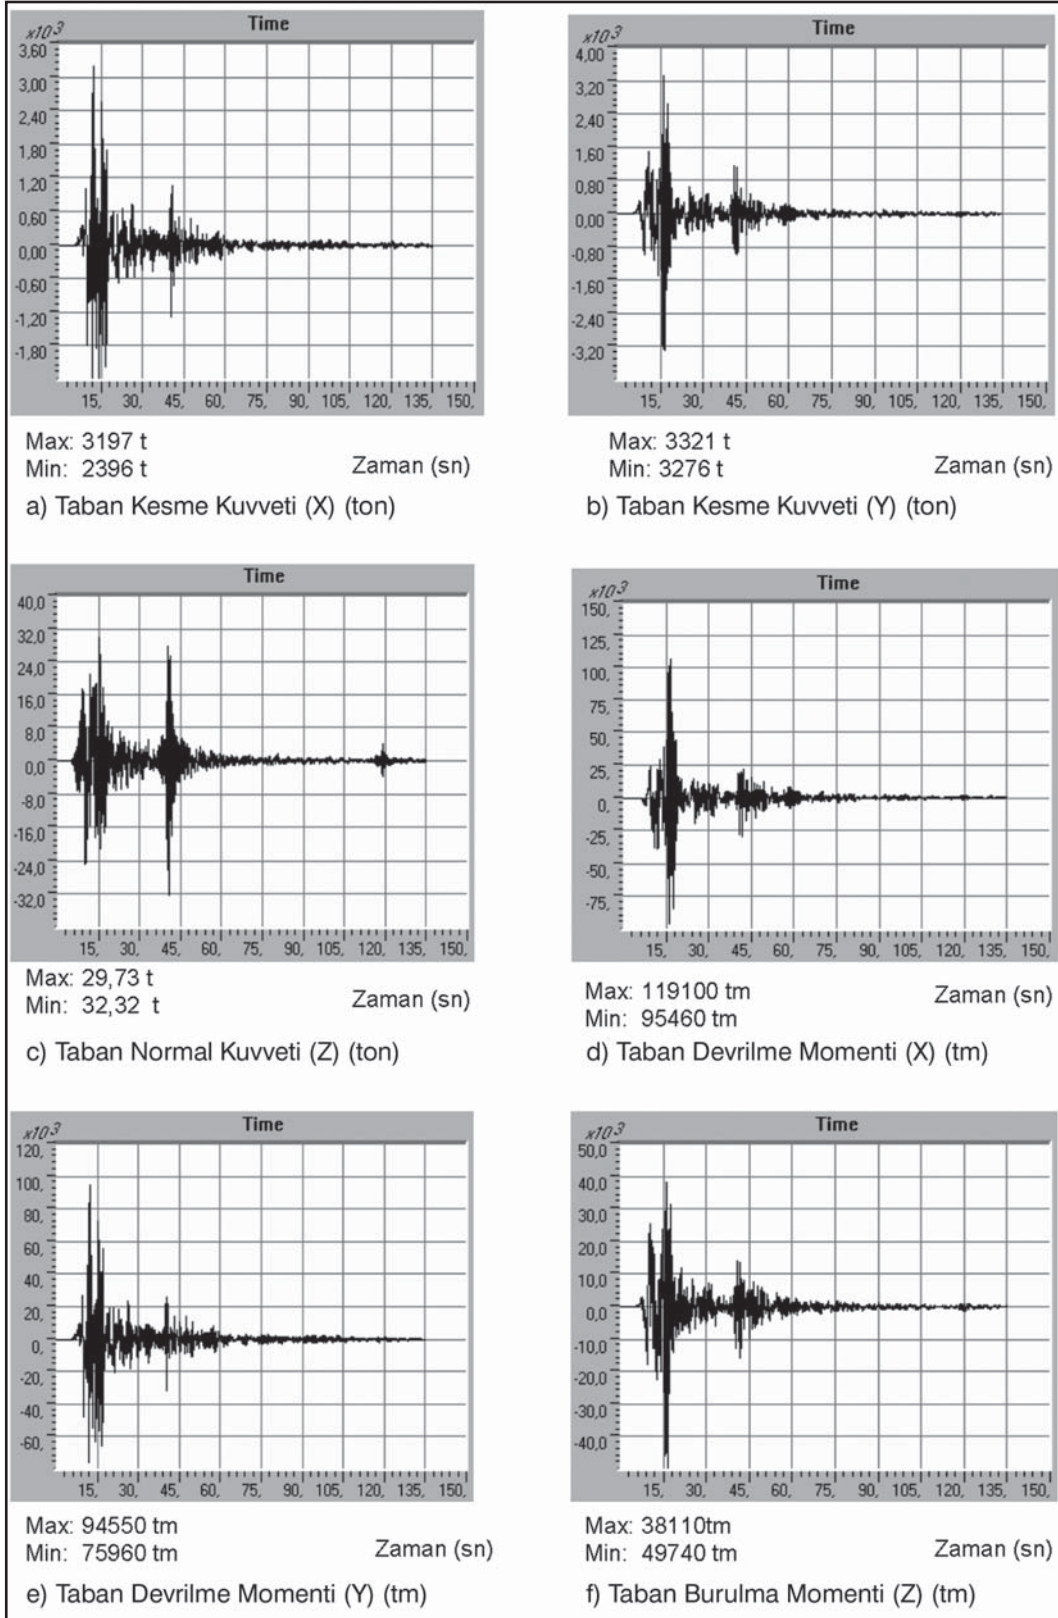 Time
x10 3
3,60
3,00
2,40
1,80
1,20
0,60
0,00
-0,60
-1,20
-1,80
15, 30, 45, 60, 75, 90, 105, 120, 135, 150,
Max: 3197 t
Min: 2396 t
Zaman (sn)
a) Taban Kesme Kuvveti (X) (ton)
Time
x10 3
4,00
3,20
2,40
1,60
0,80
0,00
-0,80
-1,60
-2,40
-3,20
15, 30, 45, 60, 75, 90, 105, 120, 135, 150,
Max: 3321 t
Min: 3276 t
Zaman (sn)
b) Taban Kesme Kuvveti (Y) (ton)
Time
40,0
32,0
24,0
16,0
8,0
0,0
-8,0
-16,0
-24,0
-32,0
15, 30, 45, 60, 75, 90, 105, 120, 135, 150,
Max: 29,73 t
Min: 32,32 t
Zaman (sn)
c) Taban Normal Kuvveti (Z) (ton)
Time
x10 3
150,
125,
100,
75,
50,
25,
0,
-25,
-50,
-75,
15, 30, 45, 60, 75, 90, 105, 120, 135, 150,
Max: 119100 tm
Min: 95460 tm
Zaman (sn)
d) Taban Devrilme Momenti (X) (tm)
Time
x10 3
120,
100,
80,
60,
40,
20,
0,
-20,
-40,
-60,
15, 30, 45, 60, 75, 90, 105, 120, 135, 150,
Max: 94550 tm
Min: 75960 tm
Zaman (sn)
e) Taban Devrilme Momenti (Y) (tm)
Time
x10 3
50,0
40,0
30,0
20,0
10,0
0,0
-10,0
-20,0
-30,0
-40,0
15, 30, 45, 60, 75, 90, 105, 120, 135, 150,
Max: 38110tm
Min: 49740 tm
Zaman (sn)
f) Taban Burulma Momenti (Z) (tm)